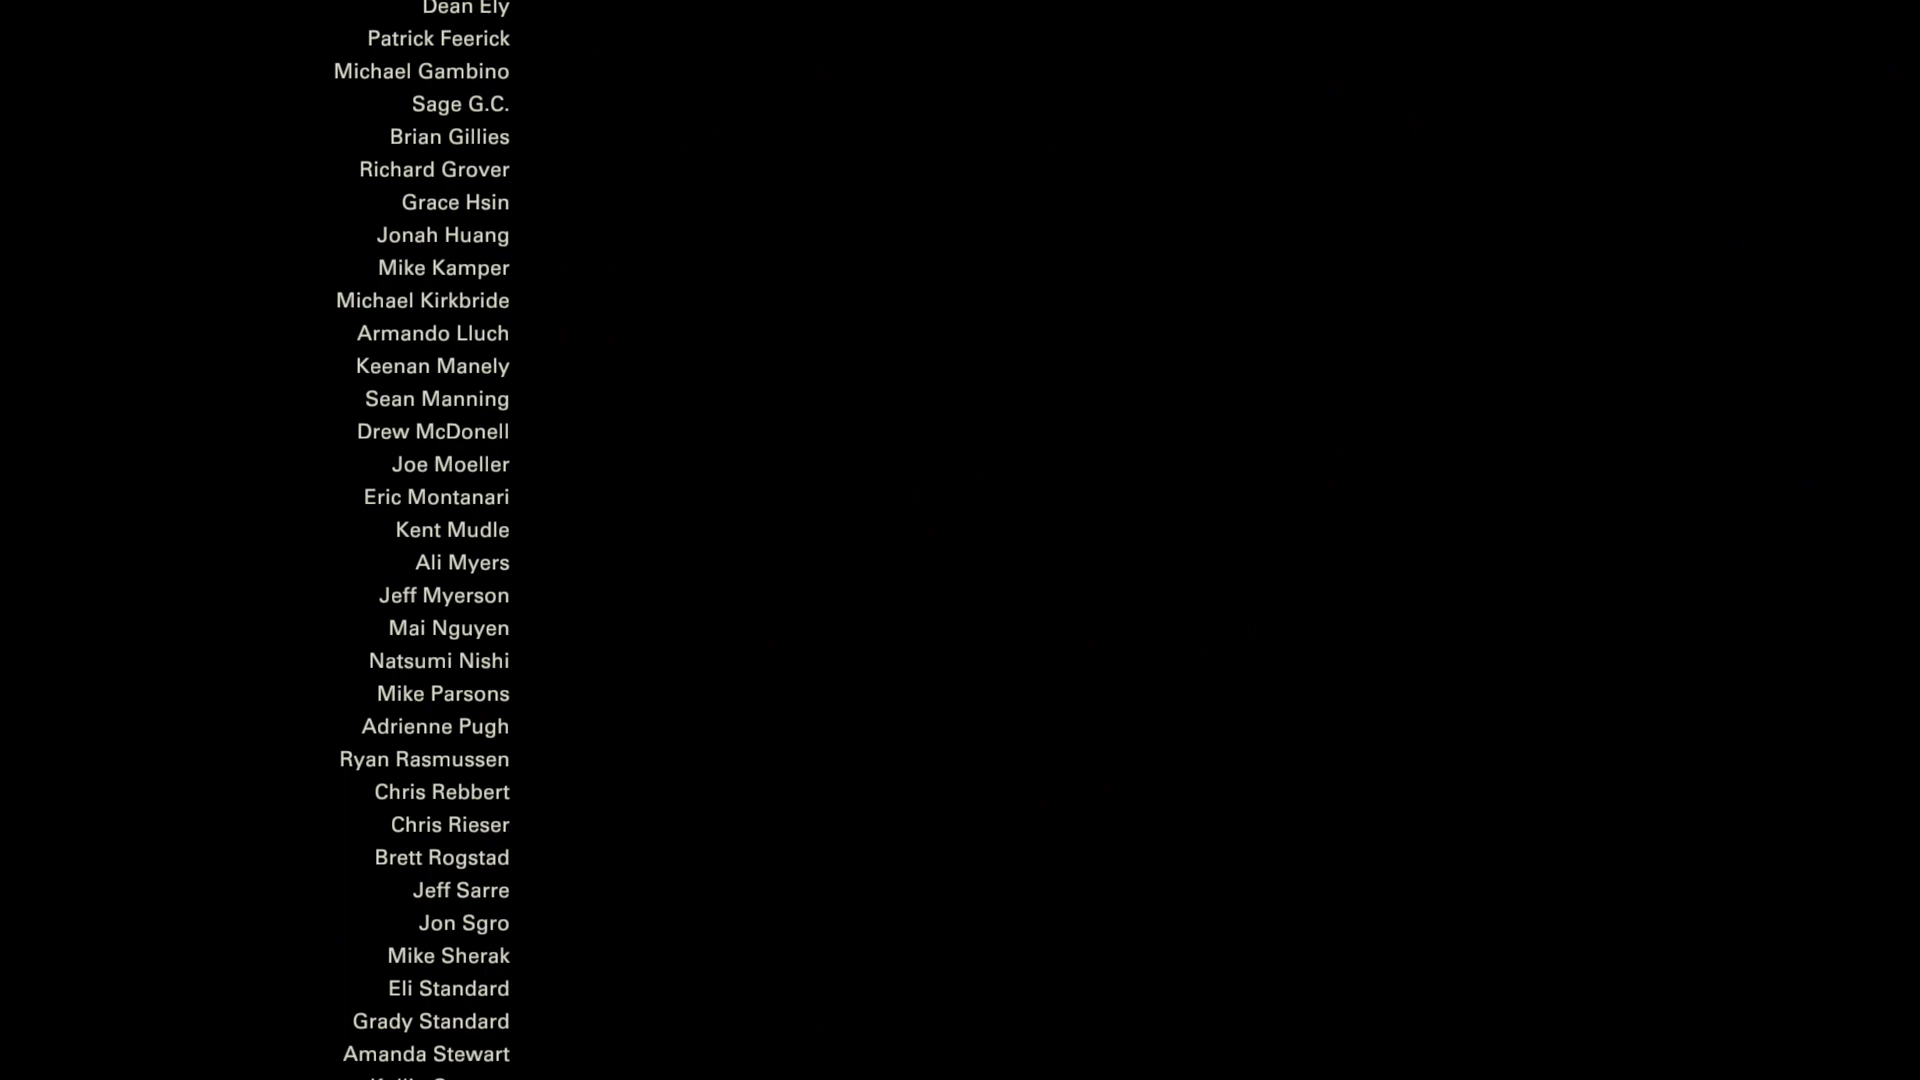 Dean Ely
Patrick Feerick
Michael Gambino
Sage G.C.
Brian Gillies
Richard Grover
Grace Hsin
Jonah Huang
Mike Kamper
Michael Kirkbride
Armando Lluch
Keenan Manely
Sean Manning
Drew McDonell
Joe Moeller
Eric Montanari
Kent Mudle
Ali Myers
Jeff Myerson
Mai Nguyen
Natsumi Nishi
Mike Parsons
Adrienne Pugh
Ryan Rasmussen
Chris Rebbert
Chris Rieser
Brett Rogstad
Jeff Sarre
Jon Sgro
Mike Sherak
Eli Standard
Grady Standard
Amanda Stewart